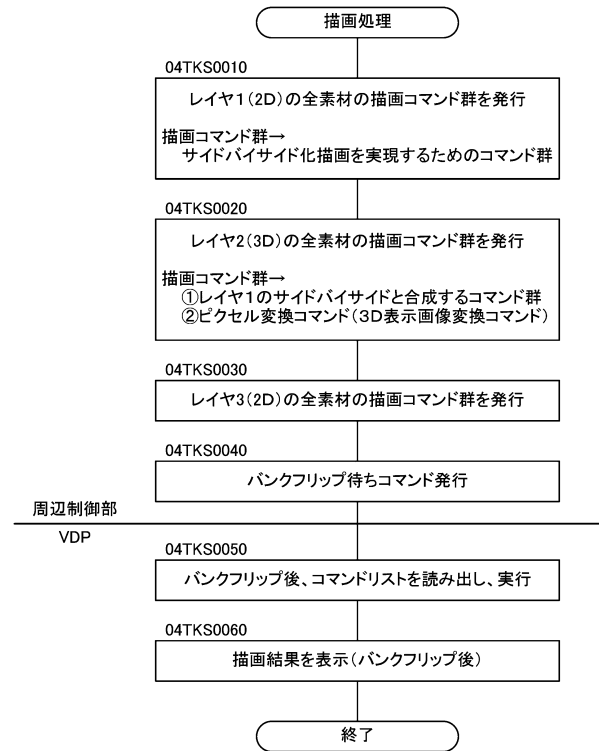 描画処理
04TKS0010
レイヤ1(2D)の全素材の描画コマンド群を発行
描画コマンド群→
サイドバイサイド化描画を実現するためのコマンド群
04TKS0020
レイヤ2(3D)の全素材の描画コマンド群を発行
描画コマンド群→
①レイヤ1のサイドバイサイドと合成するコマンド群
②ピクセル変換コマンド(3D表示画像変換コマンド)
04TKS0030
レイヤ3(2D)の全素材の描画コマンド群を発行
04TKS0040
バンクフリップ待ちコマンド発行
周辺制御部
VDP
04TKS0050
バンクフリップ後、コマンドリストを読み出し、実行
04TKS0060
描画結果を表示(バンクフリップ後)
終了